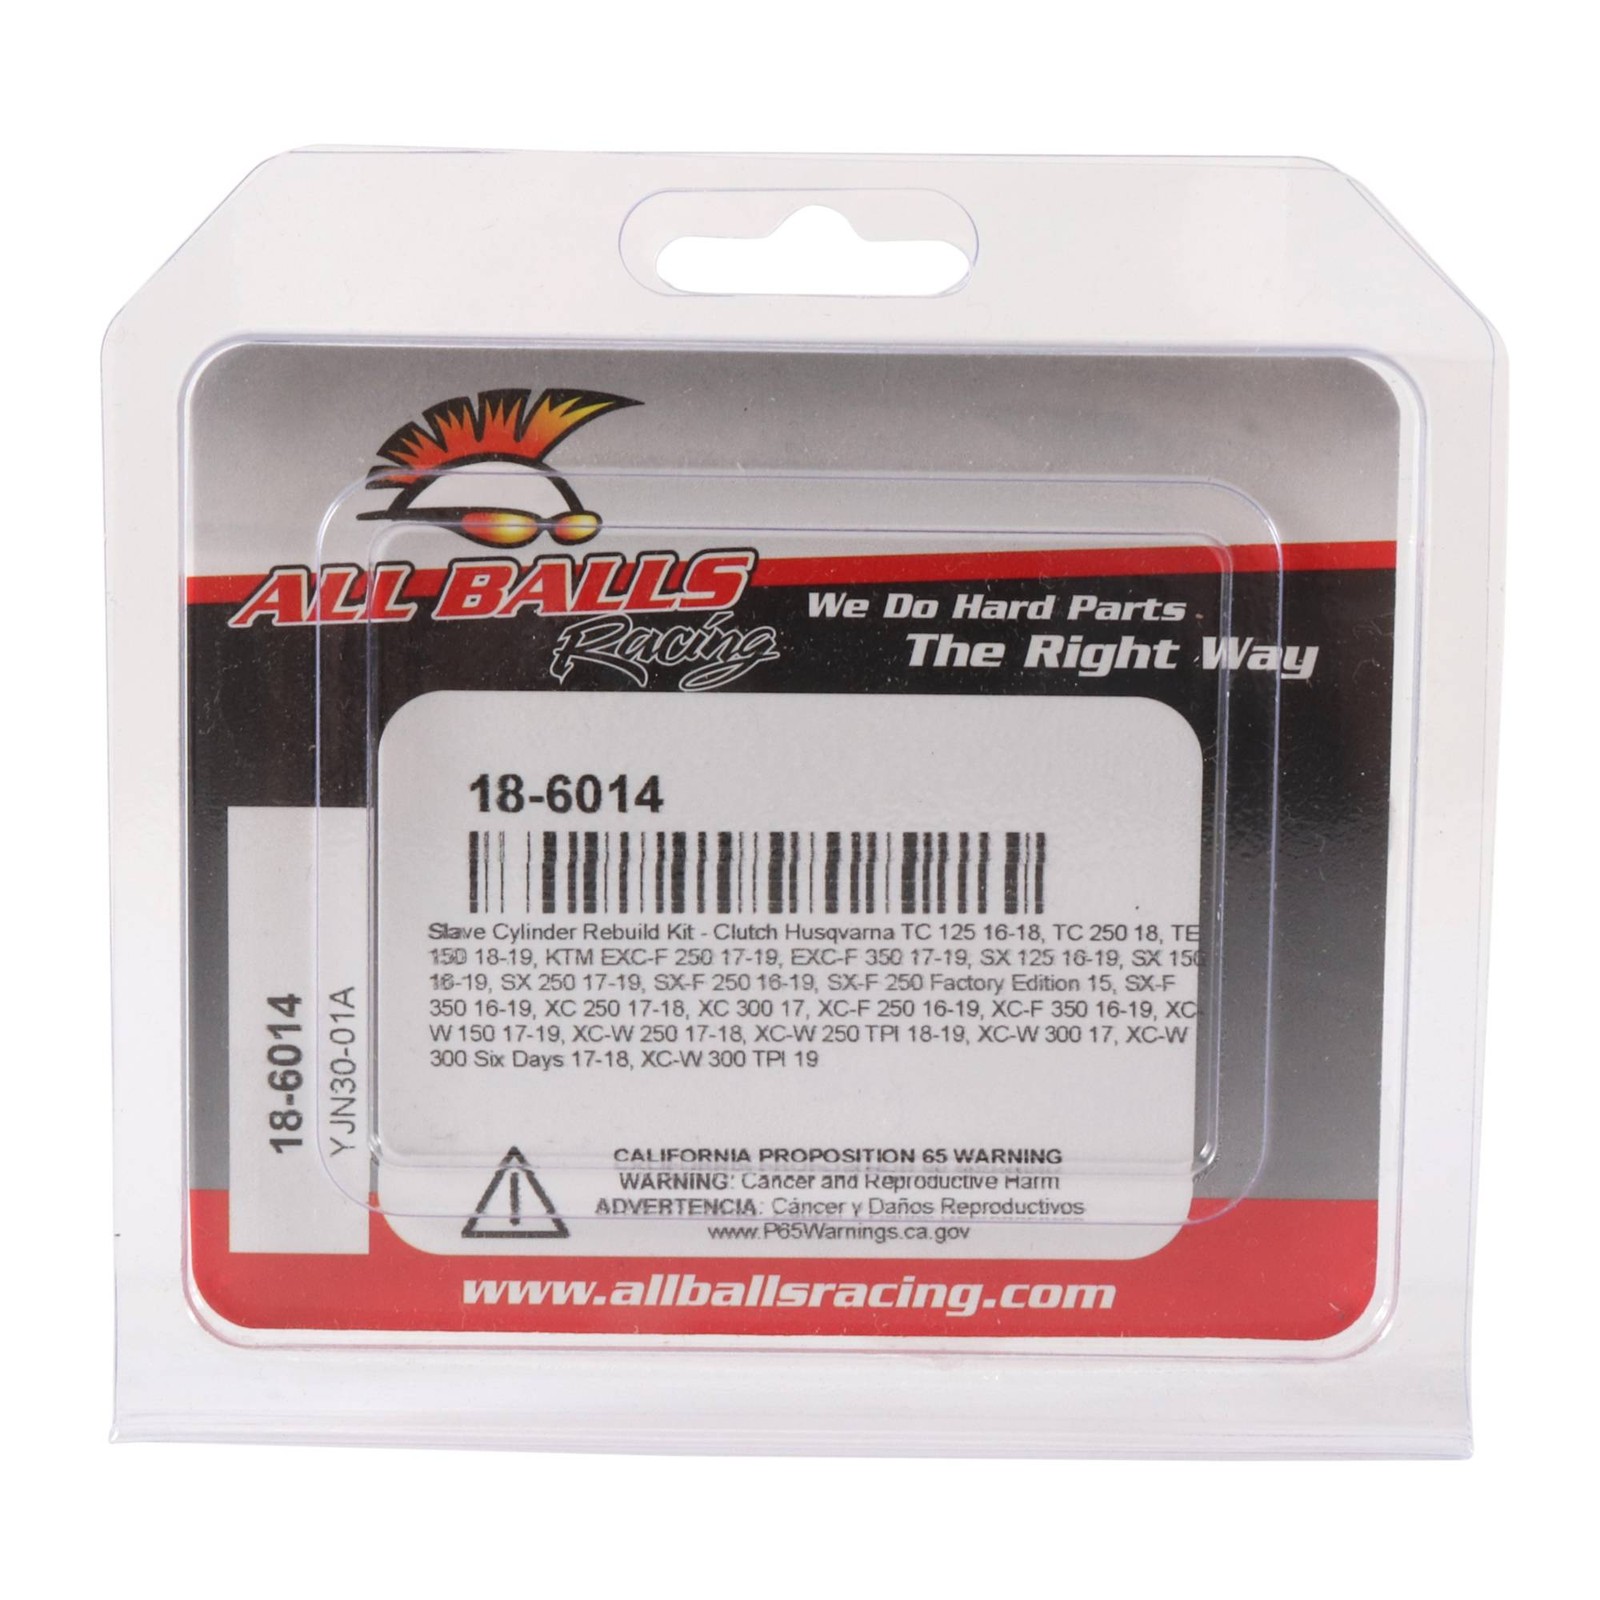 ALL BALLS
Racing
We Do Hard Parts
The Right Way
18-6014
Slave Cylinder Rebuild Kit - Clutch Husqvarna TC 125 16-18, TC 250 18, TE
150 18-19, KTM EXC-F 250 17-19, EXC-F 350 17-19, SX 125 16-19, SX 150
16-19, SX 250 17-19, SX-F 250 16-19, SX-F 250 Factory Edition 15, SX-F
350 16-19, XC 250 17-18, XC 300 17, XC-F 250 16-19, XC-F 350 16-19, XC-
W 150 17-19, XC-W 250 17-18, XC-W 250 TPI 18-19, XC-W 300 17, XC-W
300 Six Days 17-18, XC-W 300 TPI 19
18-6014
YJN30-01A
CALIFORNIA PROPOSITION 65 WARNING
WARNING: Cancer and Reproductive Harm
ADVERTENCIA: Cáncer y Daños Reproductivos
www.P65Warnings.ca.gov
www.allballsracing.com